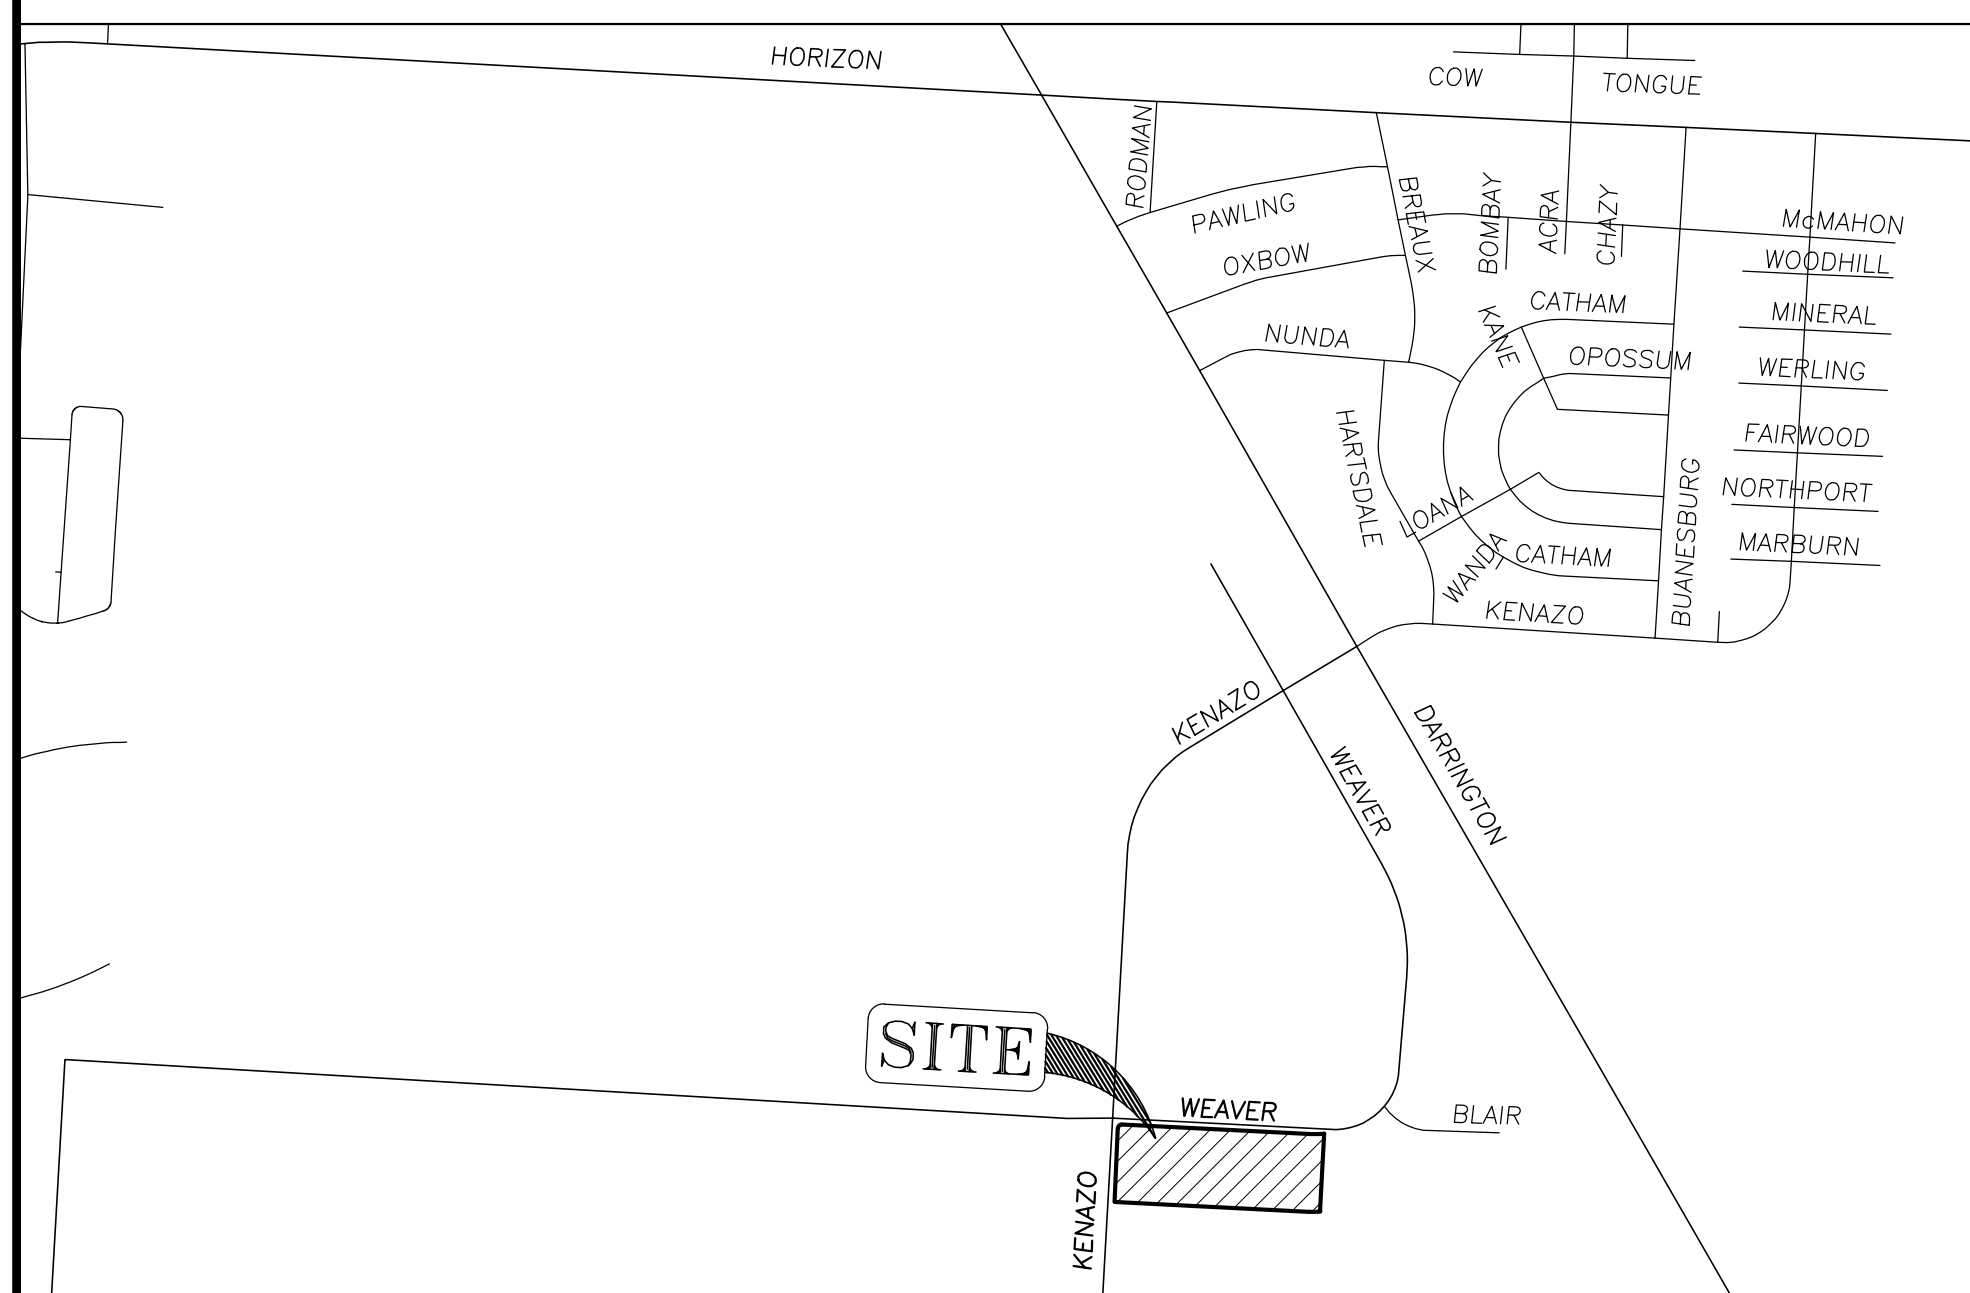 HORIZON
COW
TONGUE
RODMAN
PAWLING
BREAUX
BOMBAY
ACRA
CHAZY
McMAHON
OXBOW
WOODHILL
NUNDA
KANE
CATHAM
MINERAL
OPOSSUM
WERLING
HARTSDALE
FAIRWOOD
LOANA
BUANESBURG
NORTHPORT
WANDA
CATHAM
MARBURN
KENAZO
KENAZO
WEAVER
DARRINGTON
SITE
WEAVER
BLAIR
KENAZO